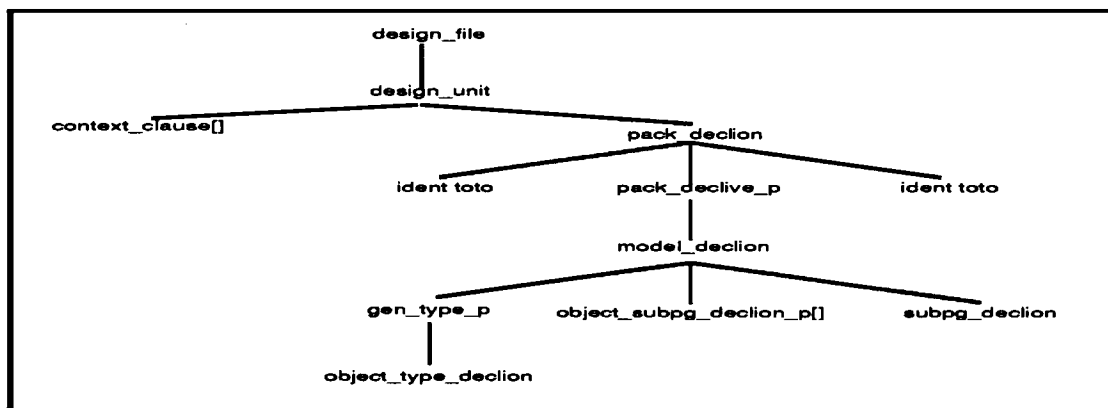 design_file
design_unit
context_clause[]
pack_declion
ident toto
pack_declive_p
ident toto
model_declion
gen_type_p
object_subpg_declion_p[]
subpg_declion
object_type_declion